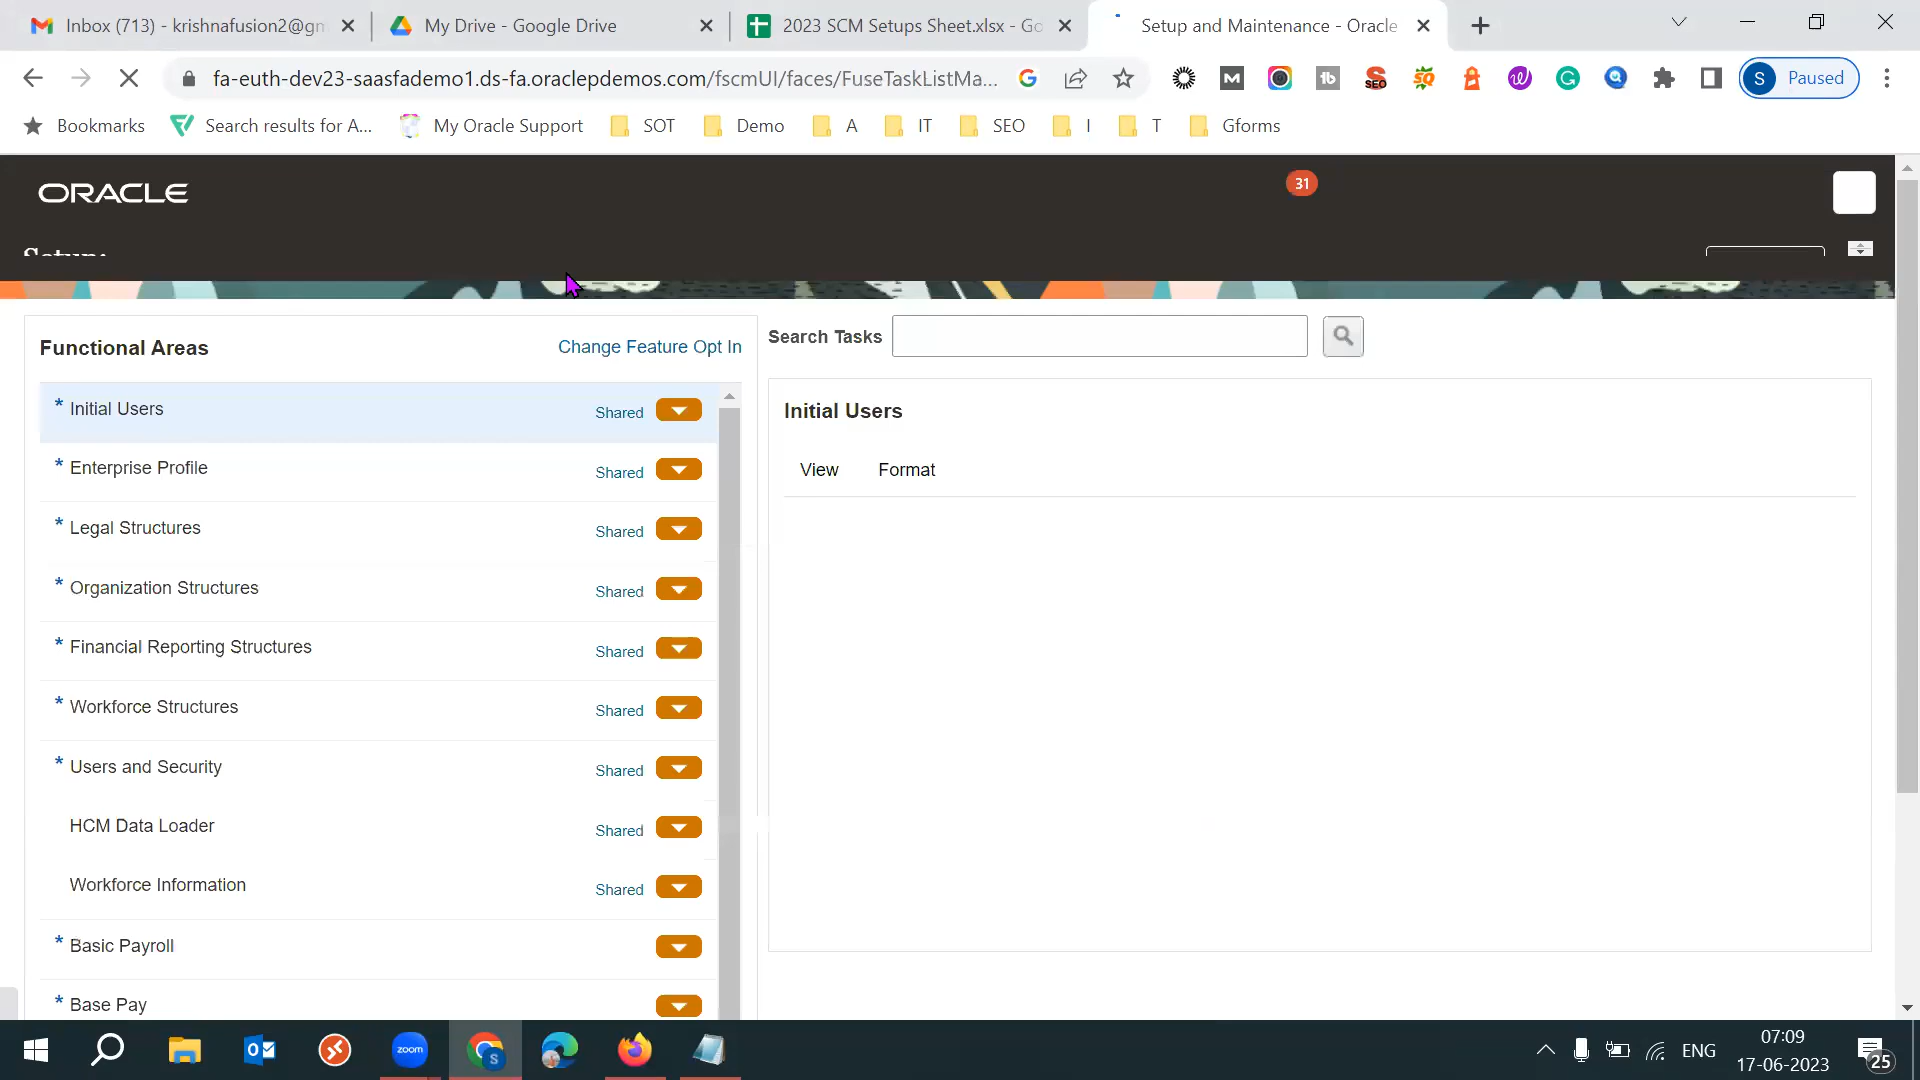 Inbox (713) - krishnafusion2@gn
My Drive - Google Drive
2023 SCM Setups Sheet.xlsx - Go
Setup and Maintenance - Oracle
fa-euth-dev23-saasfademo1.ds-fa.oraclepdemos.com/fscmUI/faces/FuseTaskListMa...
S Paused
Bookmarks
Search results for A...
My Oracle Support
SOT
Demo
A
IT
SEO
I
T
Gforms
ORACLE
31
Setup:
Functional Areas
Change Feature Opt In
Search Tasks
* Initial Users Shared
* Enterprise Profile Shared
* Legal Structures Shared
* Organization Structures Shared
* Financial Reporting Structures Shared
* Workforce Structures Shared
* Users and Security Shared
HCM Data Loader Shared
Workforce Information Shared
* Basic Payroll
* Base Pay
Initial Users
View Format
zoom
ENG
07:09
17-06-2023
25